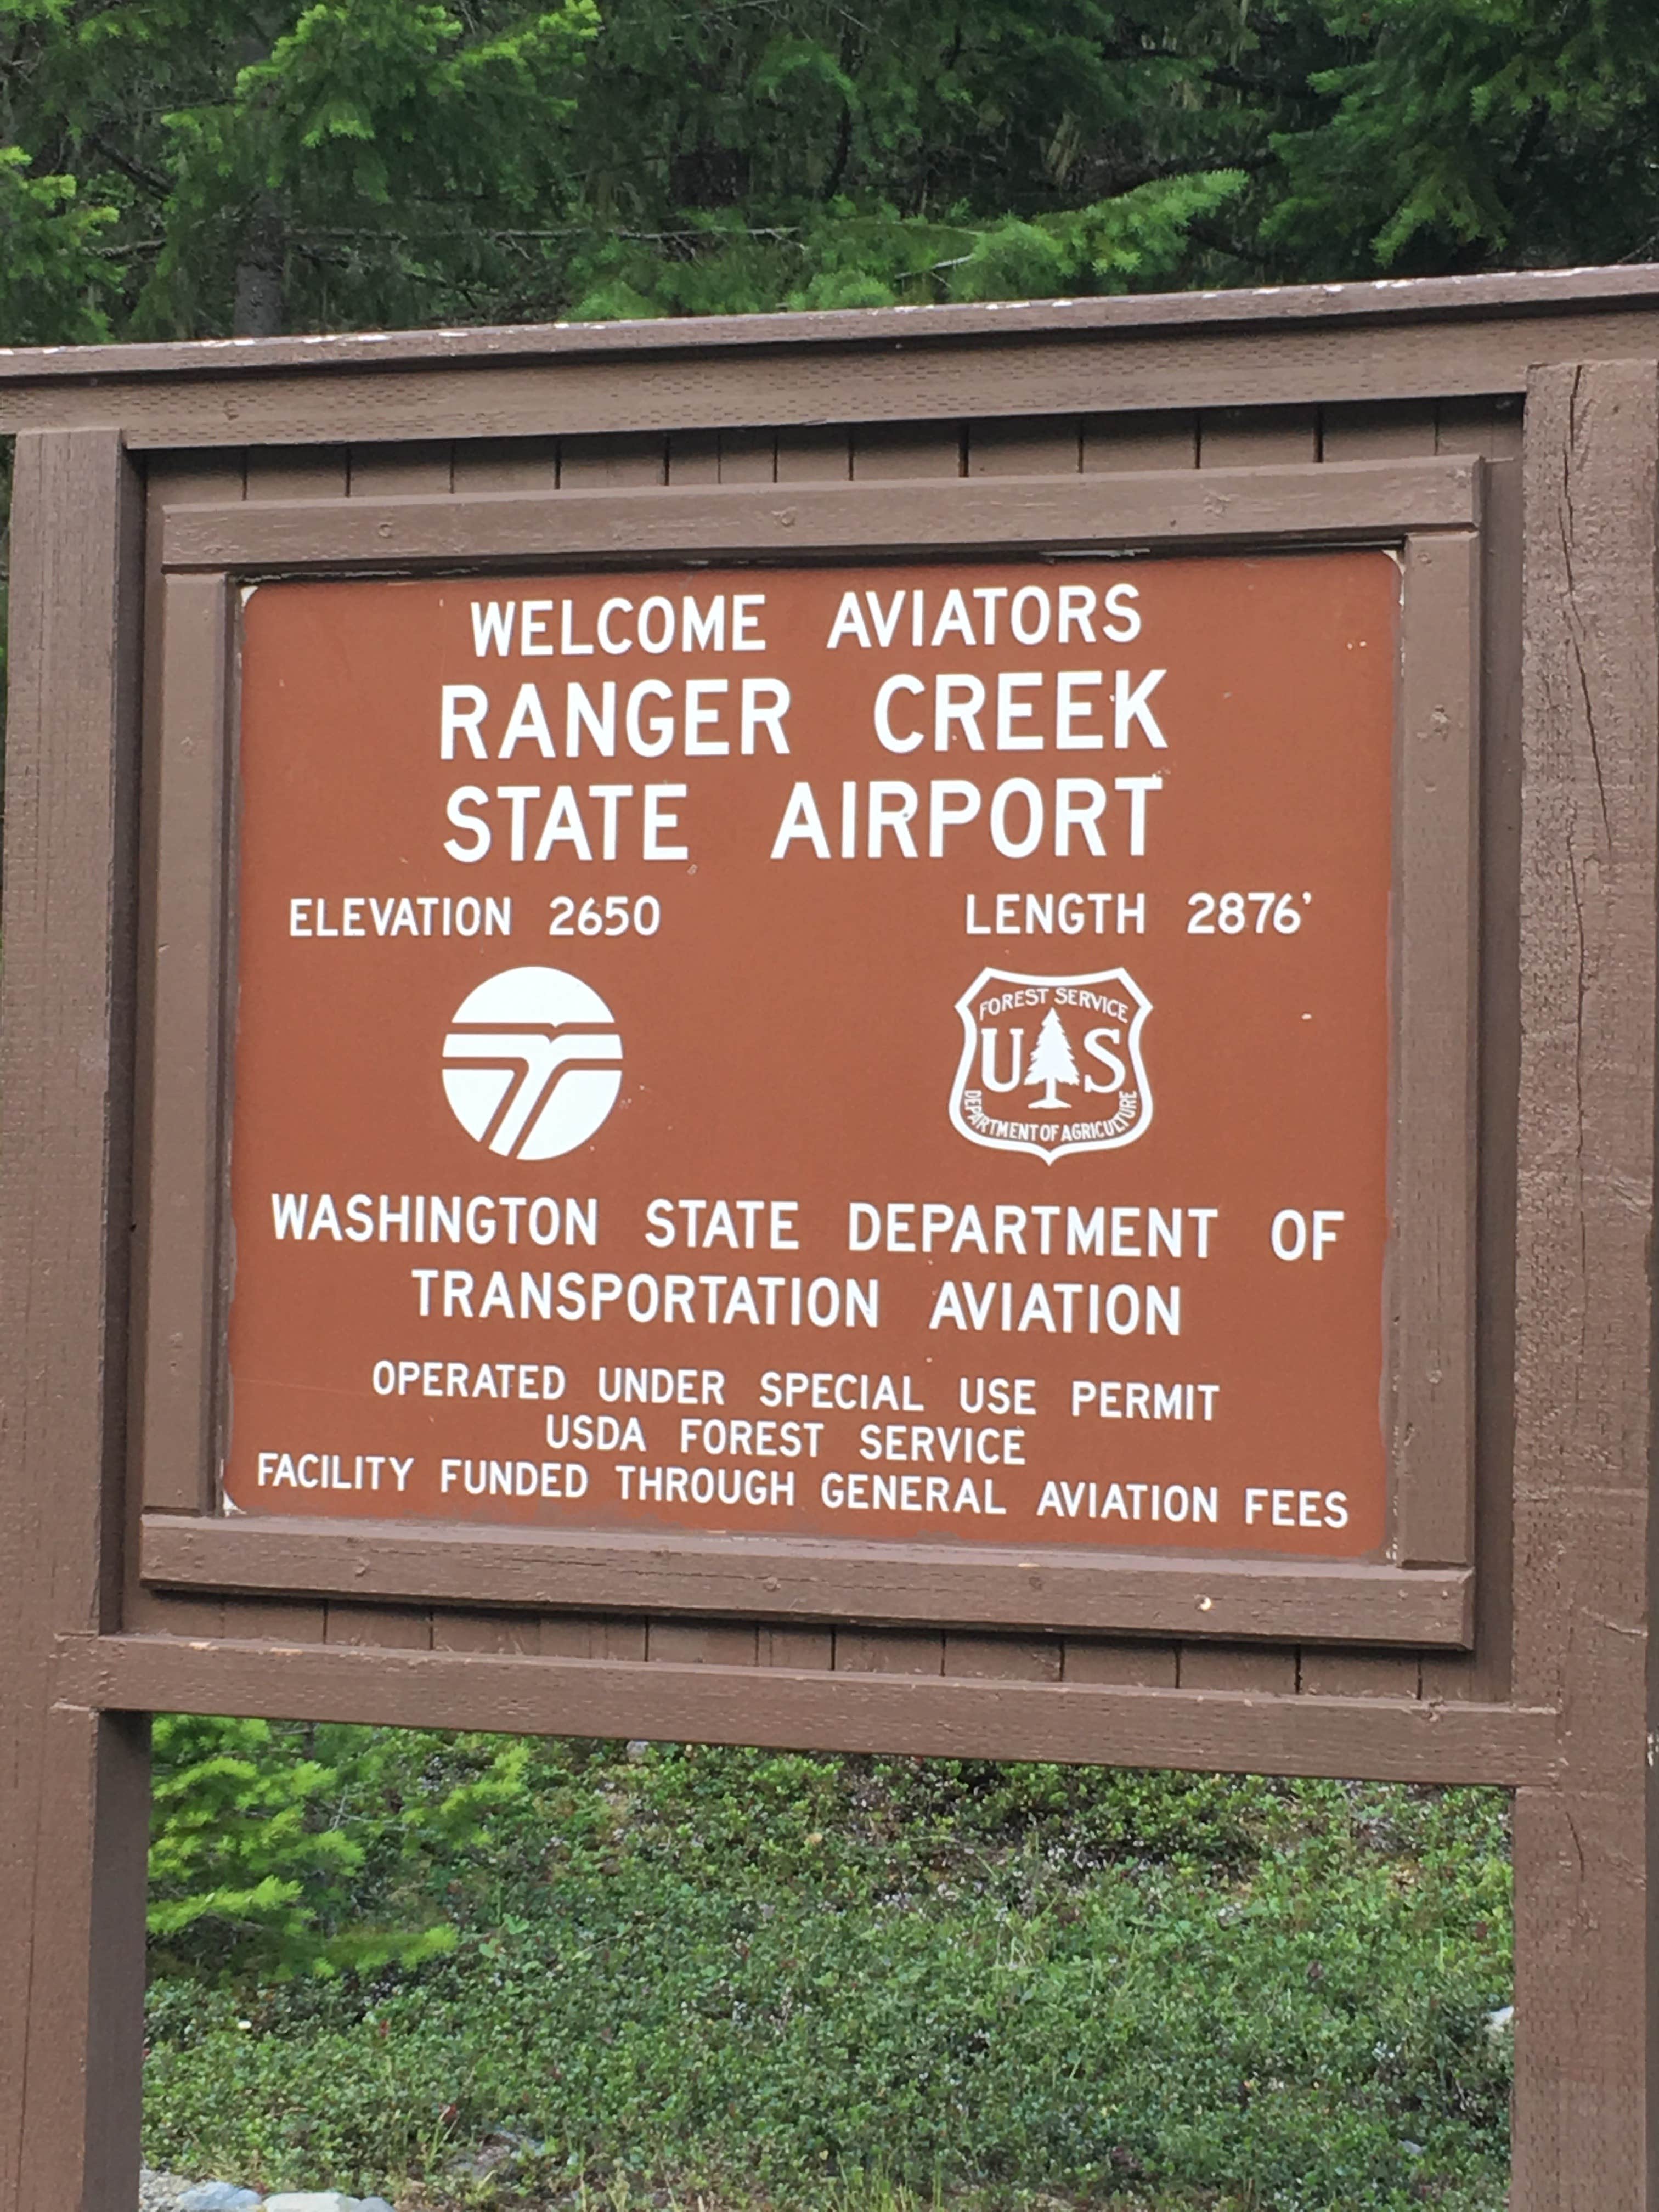 WELCOME AVIATORS
RANGER CREEK
STATE AIRPORT
ELEVATION 2650 LENGTH 2876'
FOREST SERVICE
U S
DEPARTMENT OF AGRICULTURE
WASHINGTON STATE DEPARTMENT OF
TRANSPORTATION AVIATION
OPERATED UNDER SPECIAL USE PERMIT
USDA FOREST SERVICE
FACILITY FUNDED THROUGH GENERAL AVIATION FEES